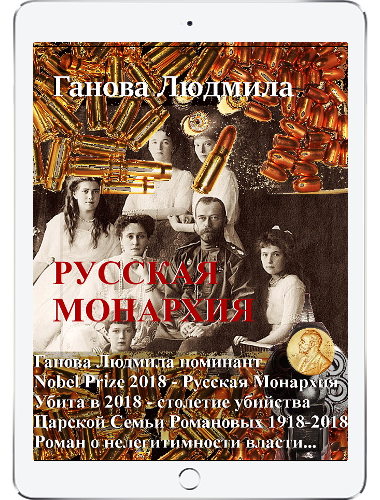 Ганова Людмила
РУССКАЯ
МОНАРХИЯ
Ганова Людмила номинант
Nobel Prize 2018 - Русская Монархия
Убита в 2018 - столетие убийства
Царской Семьи Романовых 1918-2018
Роман о нелегитимности власти...